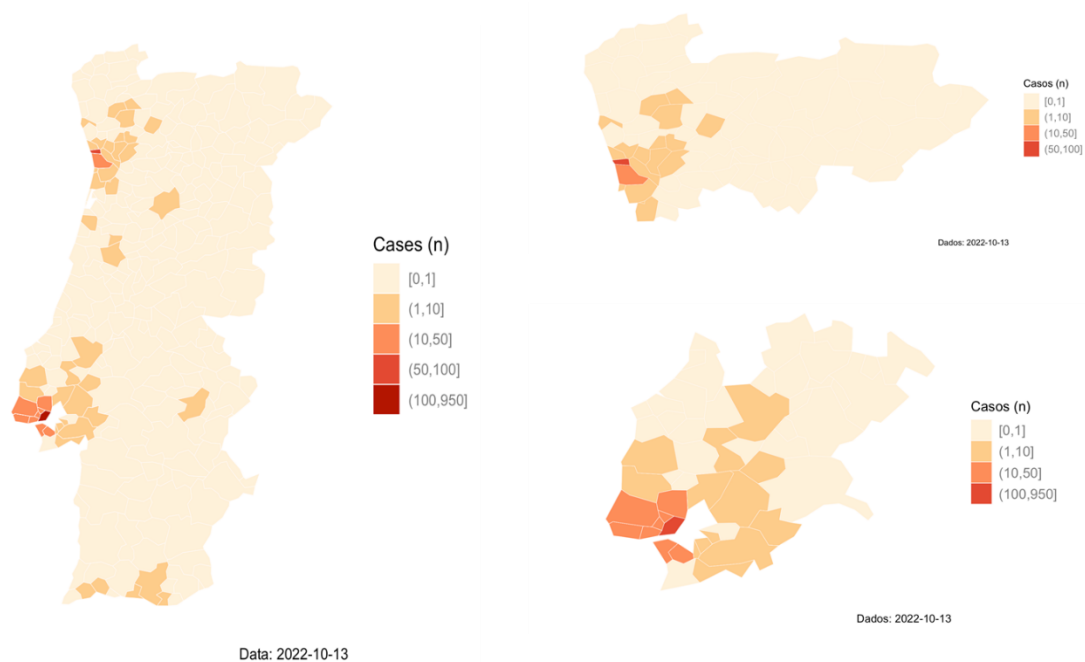 Cases (n)
[0,1]
(1,10]
(10,50]
(50,100]
(100,950]
Data: 2022-10-13
Casos (n)
[0,1]
(1,10]
(10,50]
(50,100]
Dados: 2022-10-13
Casos (n)
[0,1]
(1,10]
(10,50]
(100,950]
Dados: 2022-10-13